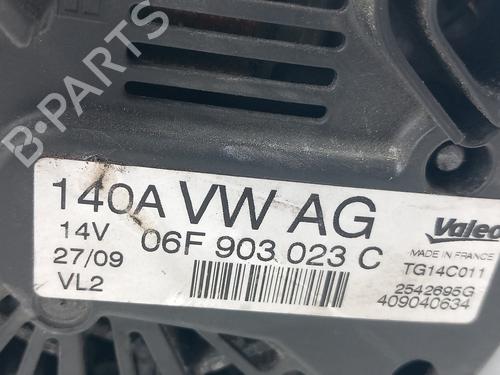 B-PARTS
140A VW AG
14V 06F 903 023 C
27/09
VL2
Valeo
MADE IN FRANCE
TG14C011
2542695G
409040634